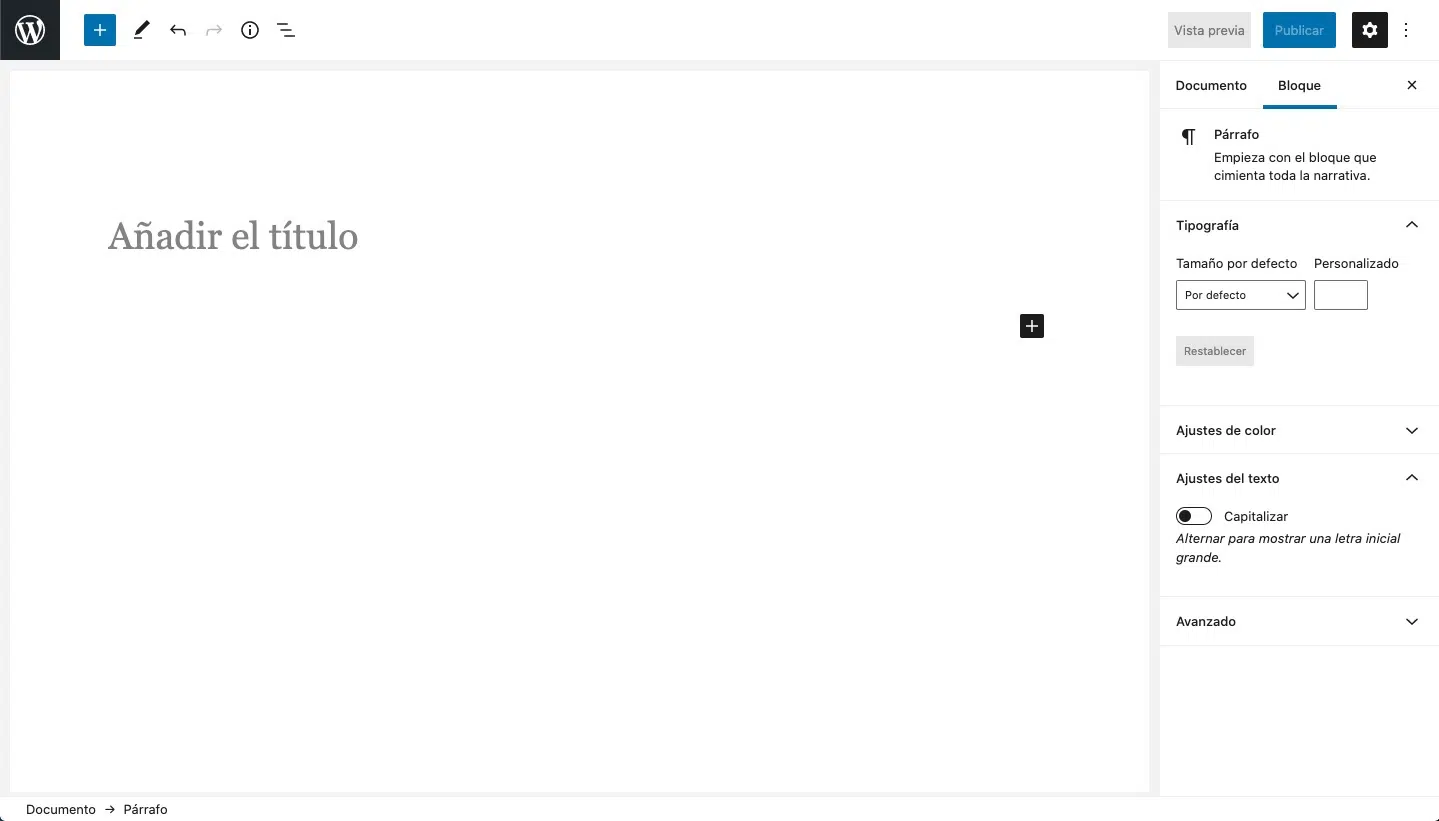 Vista previa
Publicar
Documento
Bloque
Párrafo
Empieza con el bloque que
cimienta toda la narrativa.
Añadir el título
Tipografía
Tamaño por defecto
Personalizado
Por defecto
Restablecer
Ajustes de color
Ajustes del texto
Capitalizar
Alternar para mostrar una letra inicial
grande.
Avanzado
Documento → Párrafo